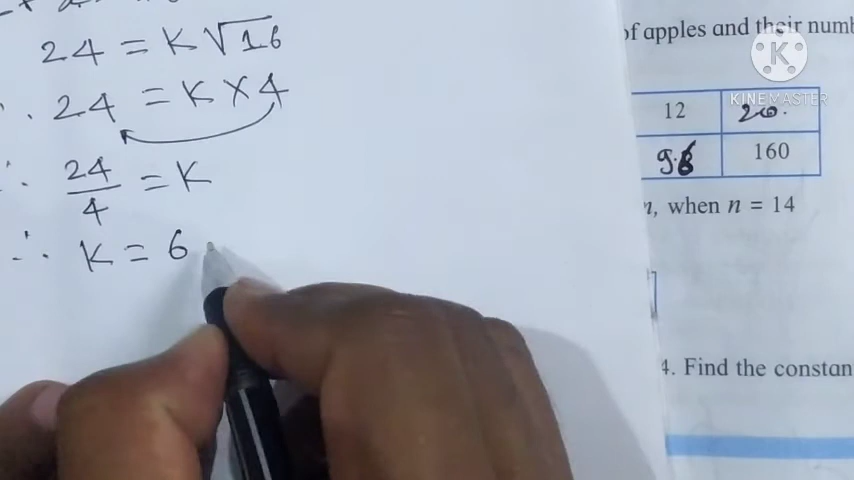 24 = K √16
∴ 24 = K × 4
∴ 24/4 = K
∴ K = 6
of apples and their numb
K
KINEMASTER
12 20.
96 160
n, when n = 14
4. Find the constan